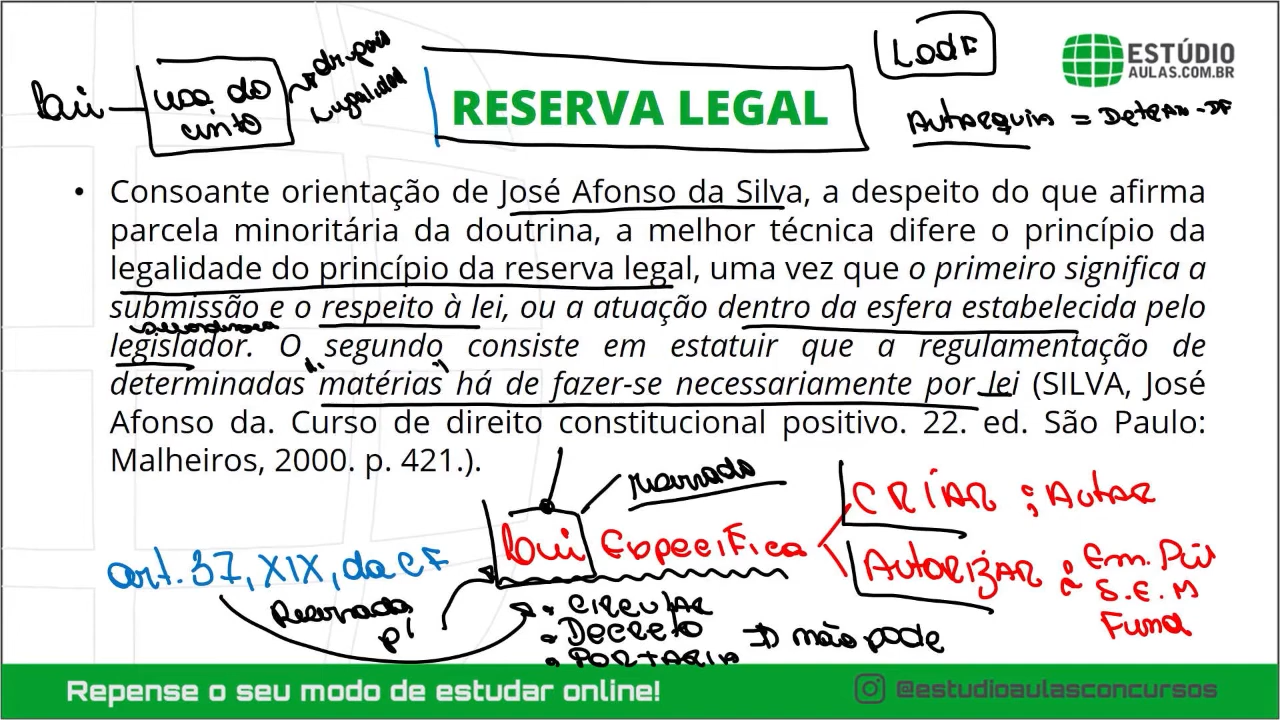 LODF
ESTÚDIO
AULAS.COM.BR
Lei
uso do
cinto
RESERVA LEGAL
Autarquia = Detran-DF
• Consoante orientação de José Afonso da Silva, a despeito do que afirma
parcela minoritária da doutrina, a melhor técnica difere o princípio da
legalidade do princípio da reserva legal, uma vez que o primeiro significa a
submissão e o respeito à lei, ou a atuação dentro da esfera estabelecida pelo
legislador. O segundo consiste em estatuir que a regulamentação de
determinadas matérias há de fazer-se necessariamente por lei (SILVA, José
Afonso da. Curso de direito constitucional positivo. 22. ed. São Paulo:
Malheiros, 2000. p. 421.).
reservado
CRIAR : Autar
Lei Específica
art. 37, XIX, da CF
AUTORIZAR : Em. Púb
S.E.M
Fund
Reservado
p/
• CIRCULAR
• DECRETO
• PORTARIA
não pode
Repense o seu modo de estudar online!
@estudioaulasconcursos